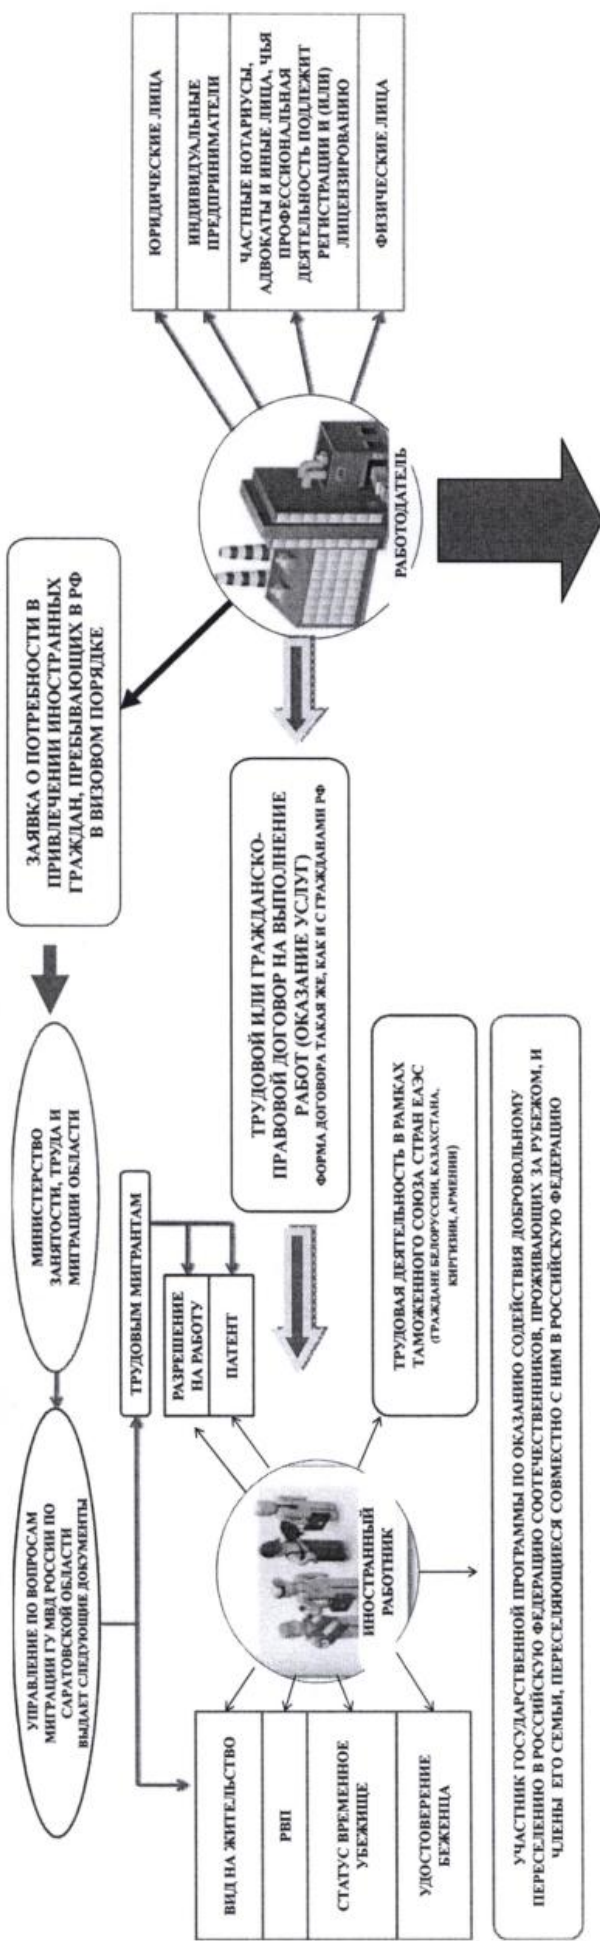 УПРАВЛЕНИЕ ПО ВОПРОСАМ
МИГРАЦИИ ГУ МВД РОССИИ ПО
САРАТОВСКОЙ ОБЛАСТИ
ВЫДАЕТ СЛЕДУЮЩИЕ ДОКУМЕНТЫ
МИНИСТЕРСТВО
ЗАНЯТОСТИ, ТРУДА И
МИГРАЦИИ ОБЛАСТИ
ЗАЯВКА О ПОТРЕБНОСТИ В
ПРИВЛЕЧЕНИИ ИНОСТРАННЫХ
ГРАЖДАН, ПРЕБЫВАЮЩИХ В РФ
В ВИЗОВОМ ПОРЯДКЕ
ТРУДОВЫМ МИГРАНТАМ
РАЗРЕШЕНИЕ
НА РАБОТУ
ПАТЕНТ
ВИД НА ЖИТЕЛЬСТВО
РВП
СТАТУС ВРЕМЕННОЕ
УБЕЖИЩЕ
УДОСТОВЕРЕНИЕ
БЕЖЕНЦА
ИНОСТРАННЫЙ
РАБОТНИК
ТРУДОВОЙ ИЛИ ГРАЖДАНСКО-
ПРАВОВОЙ ДОГОВОР НА ВЫПОЛНЕНИЕ
РАБОТ (ОКАЗАНИЕ УСЛУГ)
ФОРМА ДОГОВОРА ТАКАЯ ЖЕ, КАК И С ГРАЖДАНАМИ РФ
РАБОТОДАТЕЛЬ
ЮРИДИЧЕСКИЕ ЛИЦА
ИНДИВИДУАЛЬНЫЕ
ПРЕДПРИНИМАТЕЛИ
ЧАСТНЫЕ НОТАРИУСЫ,
АДВОКАТЫ И ИНЫЕ ЛИЦА, ЧЬЯ
ПРОФЕССИОНАЛЬНАЯ
ДЕЯТЕЛЬНОСТЬ ПОДЛЕЖИТ
РЕГИСТРАЦИИ И (ИЛИ)
ЛИЦЕНЗИРОВАНИЮ
ФИЗИЧЕСКИЕ ЛИЦА
ТРУДОВАЯ ДЕЯТЕЛЬНОСТЬ В РАМКАХ
ТАМОЖЕННОГО СОЮЗА СТРАН ЕАЭС
(ГРАЖДАНЕ БЕЛОРУССИИ, КАЗАХСТАНА,
КИРГИЗИИ, АРМЕНИИ)
УЧАСТНИК ГОСУДАРСТВЕННОЙ ПРОГРАММЫ ПО ОКАЗАНИЮ СОДЕЙСТВИЯ ДОБРОВОЛЬНОМУ
ПЕРЕСЕЛЕНИЮ В РОССИЙСКУЮ ФЕДЕРАЦИЮ СООТЕЧЕСТВЕННИКОВ, ПРОЖИВАЮЩИХ ЗА РУБЕЖОМ, И
ЧЛЕНЫ ЕГО СЕМЬИ, ПЕРЕСЕЛЯЮЩИЕСЯ СОВМЕСТНО С НИМ В РОССИЙСКУЮ ФЕДЕРАЦИЮ